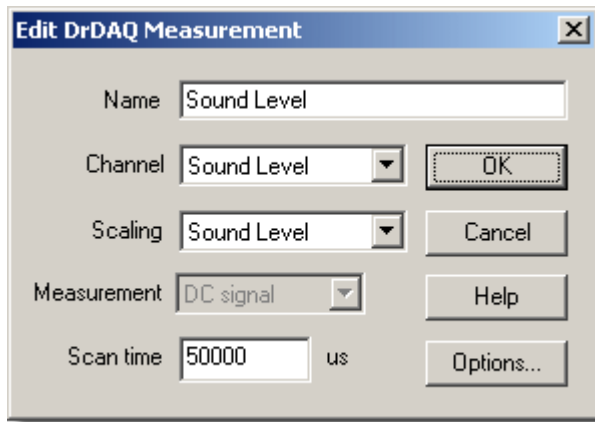 Edit DrDAQ Measurement
Name Sound Level
Channel Sound Level OK
Scaling Sound Level Cancel
Measurement DC signal Help
Scan time 50000 us Options...